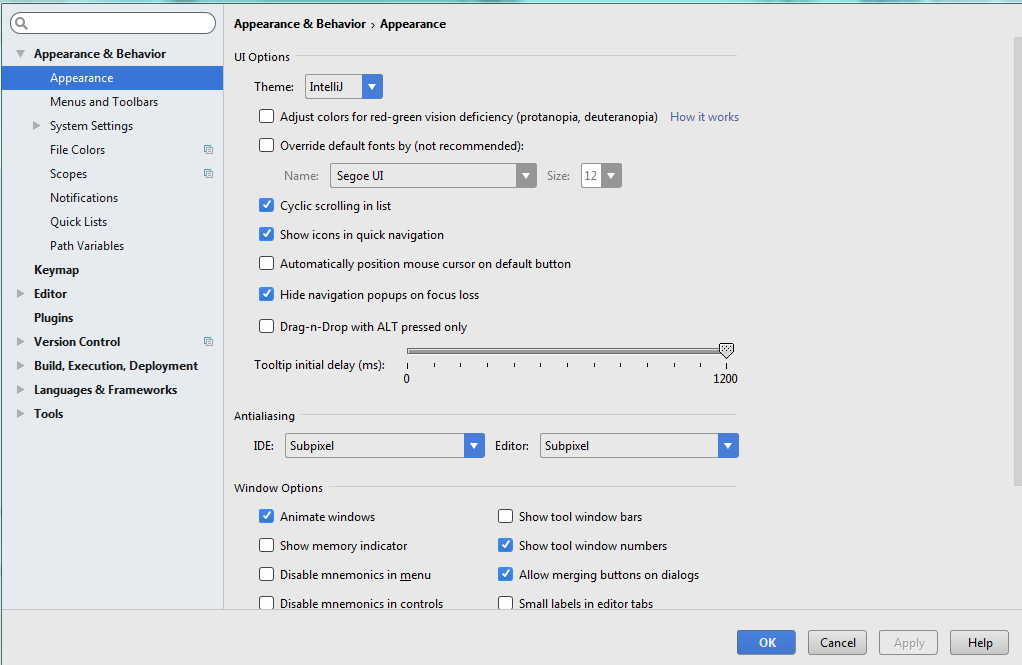 Appearance & Behavior
Appearance
Menus and Toolbars
System Settings
File Colors
Scopes
Notifications
Quick Lists
Path Variables
Keymap
Editor
Plugins
Version Control
Build, Execution, Deployment
Languages & Frameworks
Tools
Appearance & Behavior › Appearance
UI Options
Theme: IntelliJ
Adjust colors for red-green vision deficiency (protanopia, deuteranopia) How it works
Override default fonts by (not recommended):
Name: Segoe UI Size: 12
Cyclic scrolling in list
Show icons in quick navigation
Automatically position mouse cursor on default button
Hide navigation popups on focus loss
Drag-n-Drop with ALT pressed only
Tooltip initial delay (ms):
0 1200
Antialiasing
IDE: Subpixel Editor: Subpixel
Window Options
Animate windows Show tool window bars
Show memory indicator Show tool window numbers
Disable mnemonics in menu Allow merging buttons on dialogs
Disable mnemonics in controls Small labels in editor tabs
OK Cancel Apply Help